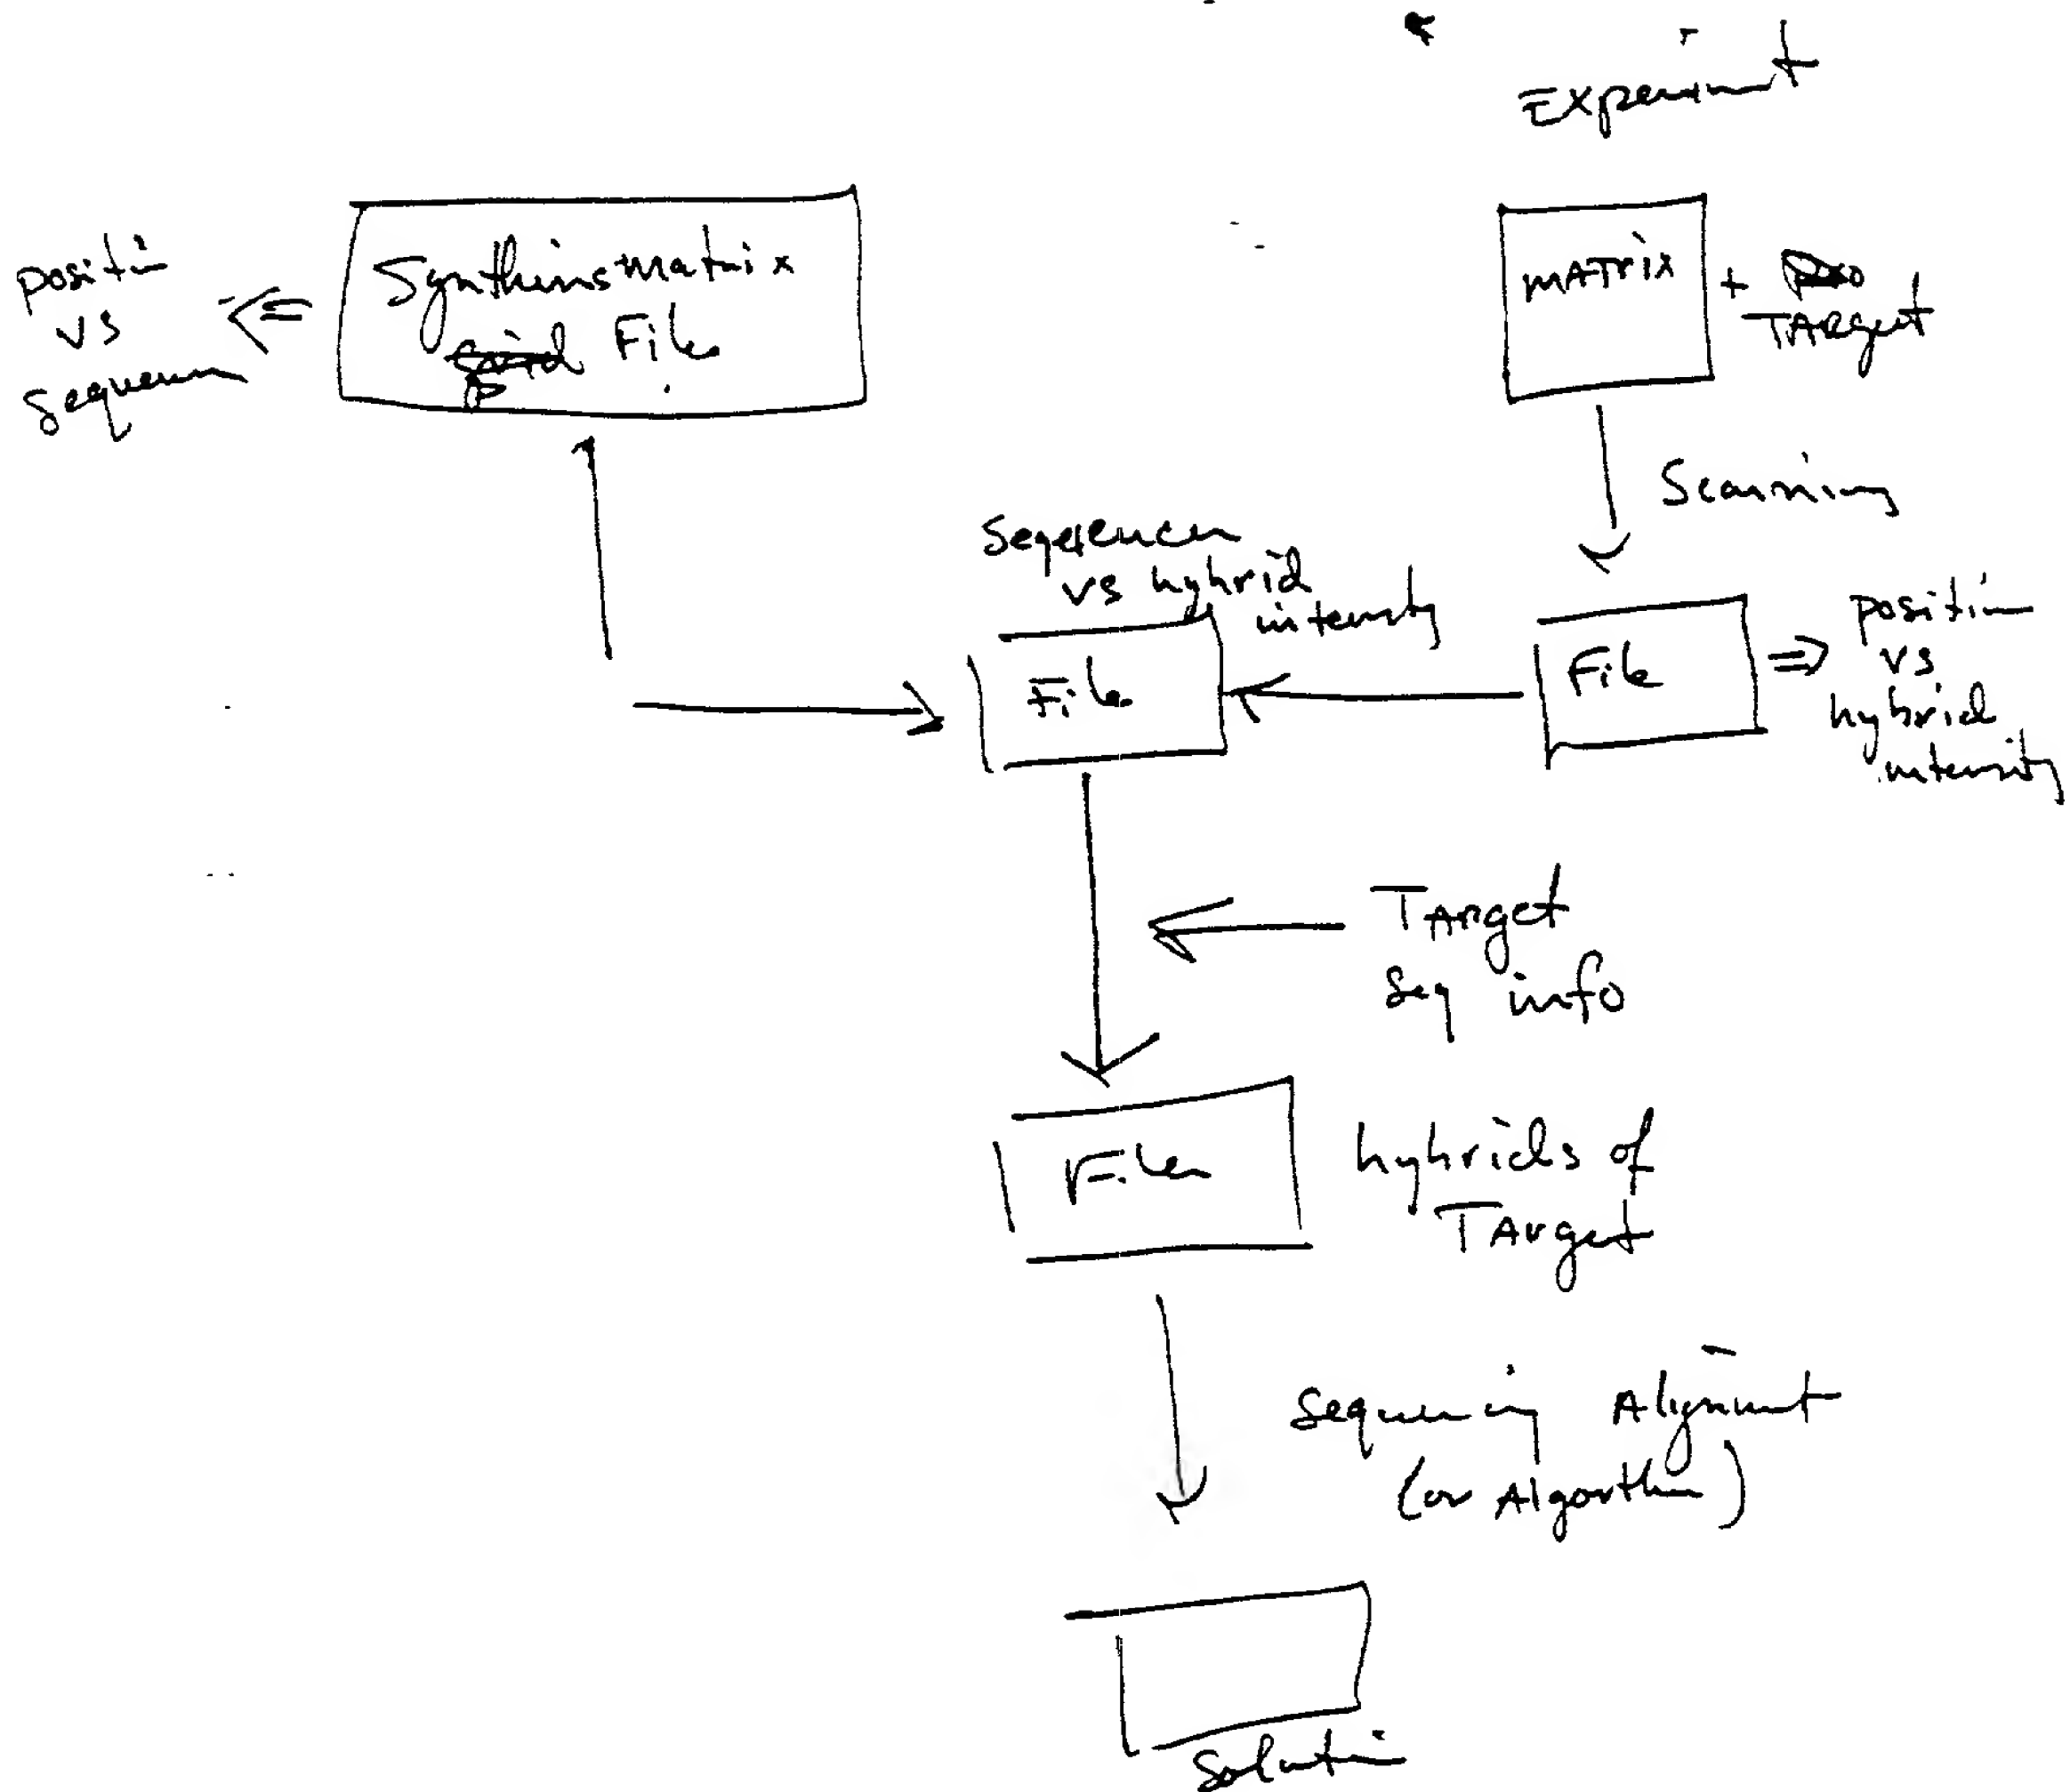 Experiment
position
vs
sequence
Synthesis matrix
File
MATRIX
+
TARget
Scanning
Sequence
vs hybrid
intensity
File
File
position
vs
hybrid
intensity
TArget
Seq info
File
hybrids of
TArget
Sequencing Alignment
(or Algorithm)
Solution